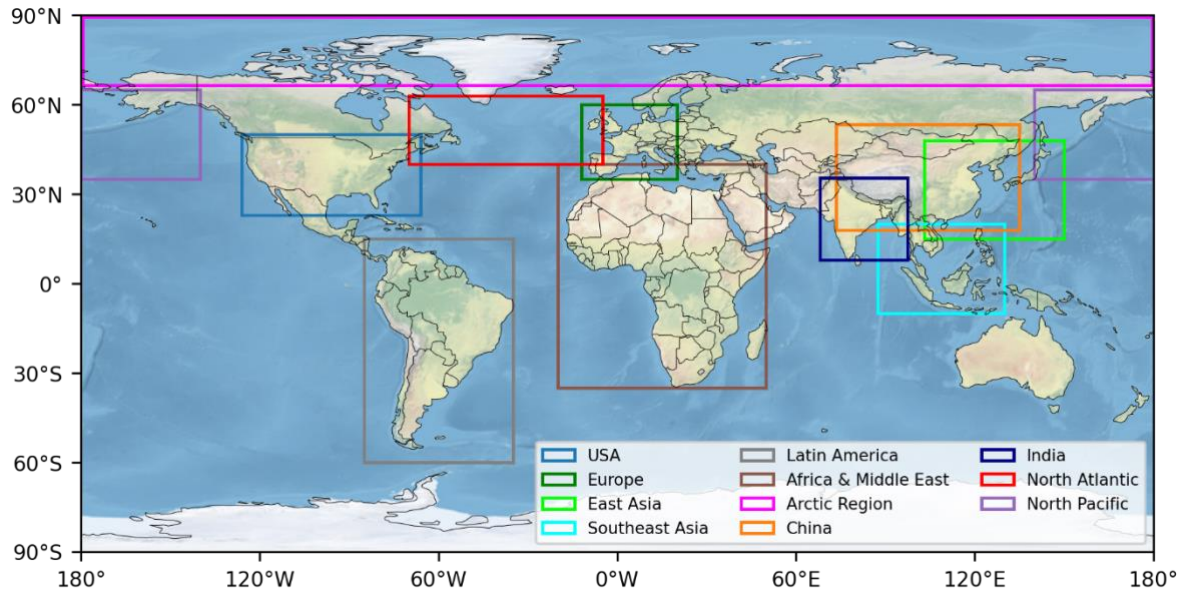 90°N
60°N
30°N
0°
30°S
60°S
90°S
180°
120°W
60°W
0°W
60°E
120°E
180°
USA
Europe
East Asia
Southeast Asia
Latin America
Africa & Middle East
Arctic Region
China
India
North Atlantic
North Pacific